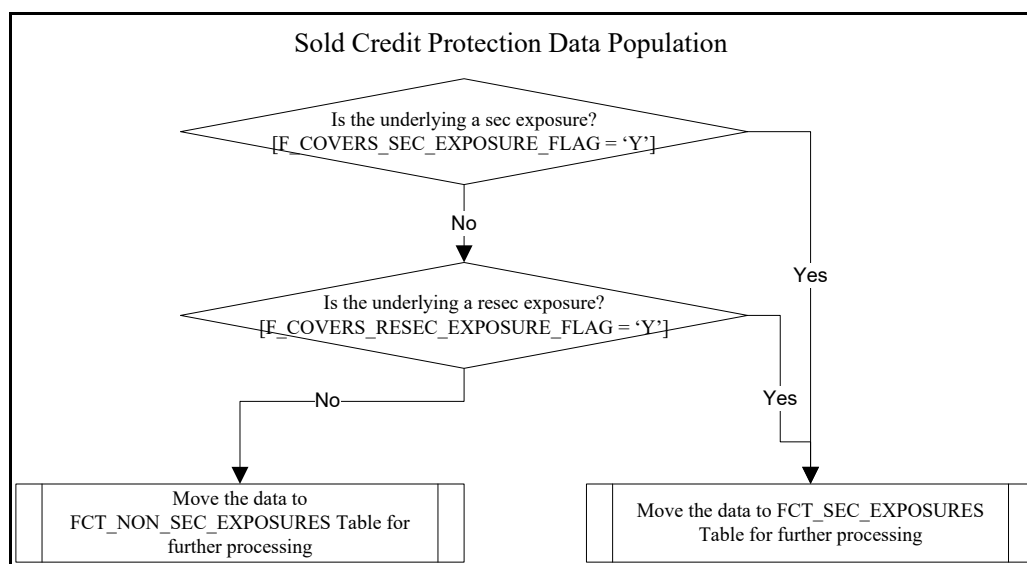 Sold Credit Protection Data Population
Is the underlying a sec exposure?
[F_COVERS_SEC_EXPOSURE_FLAG = ‘Y’]
No
Yes
Is the underlying a resec exposure?
[F_COVERS_RESEC_EXPOSURE_FLAG = ‘Y’]
No
Yes
Move the data to
FCT_NON_SEC_EXPOSURES Table for
further processing
Move the data to FCT_SEC_EXPOSURES
Table for further processing